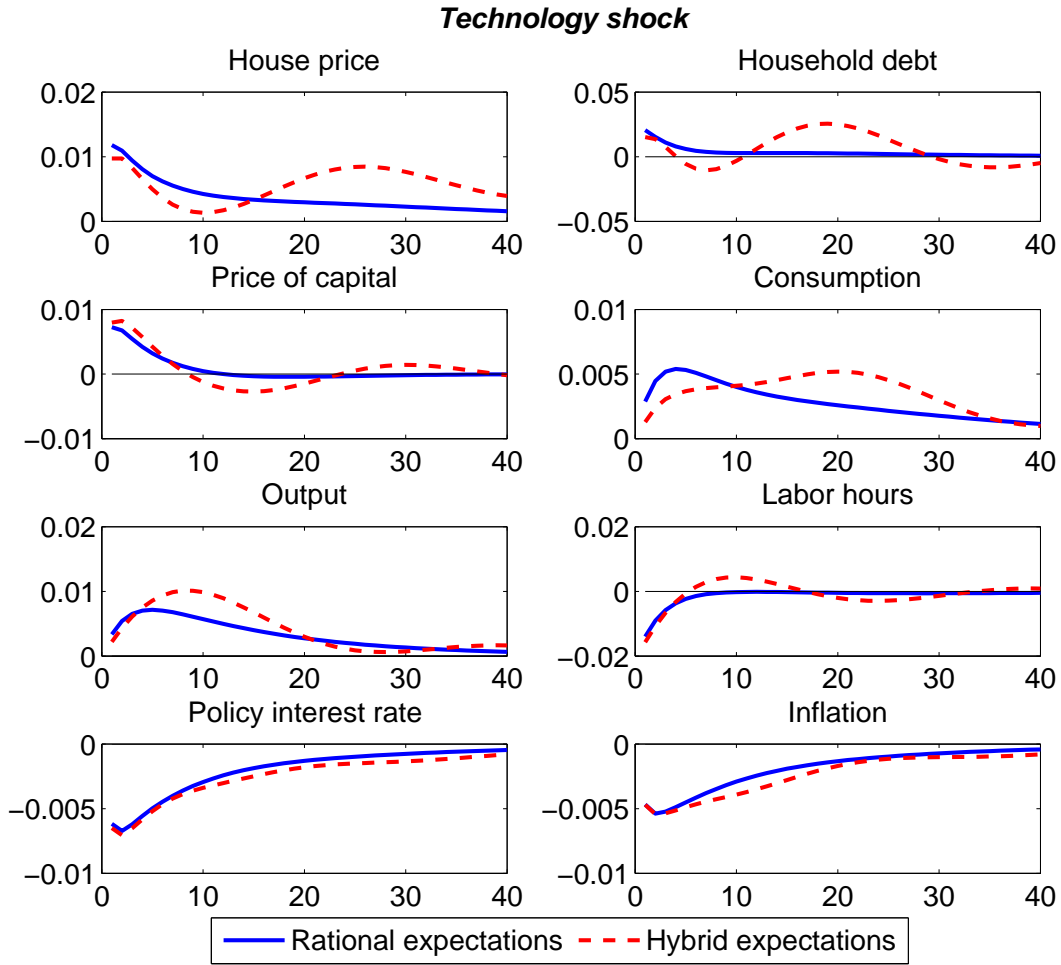 Technology shock
House price
Household debt
0.02
0.01
0
0 10 20 30 40
0.05
0
−0.05
0 10 20 30 40
Price of capital
Consumption
0.01
0
−0.01
0 10 20 30 40
0.01
0.005
0
0 10 20 30 40
Output
Labor hours
0.02
0.01
0
0 10 20 30 40
0.02
0
−0.02
0 10 20 30 40
Policy interest rate
Inflation
0
−0.005
−0.01
0 10 20 30 40
0
−0.005
−0.01
0 10 20 30 40
Rational expectations Hybrid expectations